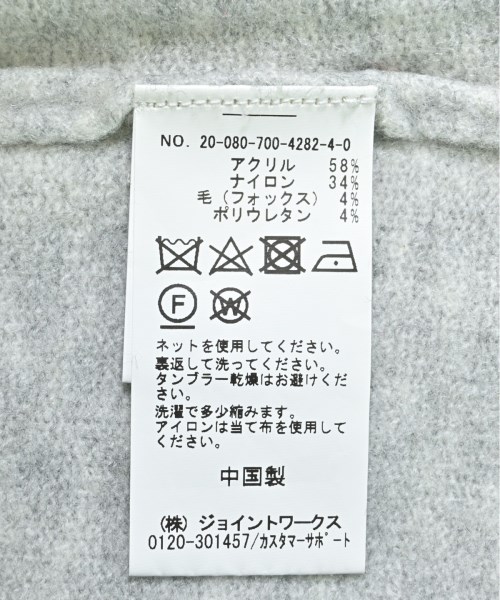 NO. 20-080-700-4282-4-0
アクリル 58%
ナイロン 34%
毛(フォックス) 4%
ポリウレタン 4%
F W
ネットを使用してください。
裏返して洗ってください。
タンブラー乾燥はお避けくだ
さい。
洗濯で多少縮みます。
アイロンは当て布を使用して
ください。
中国製
(株) ジョイントワークス
0120-301457/カスタマーサポート